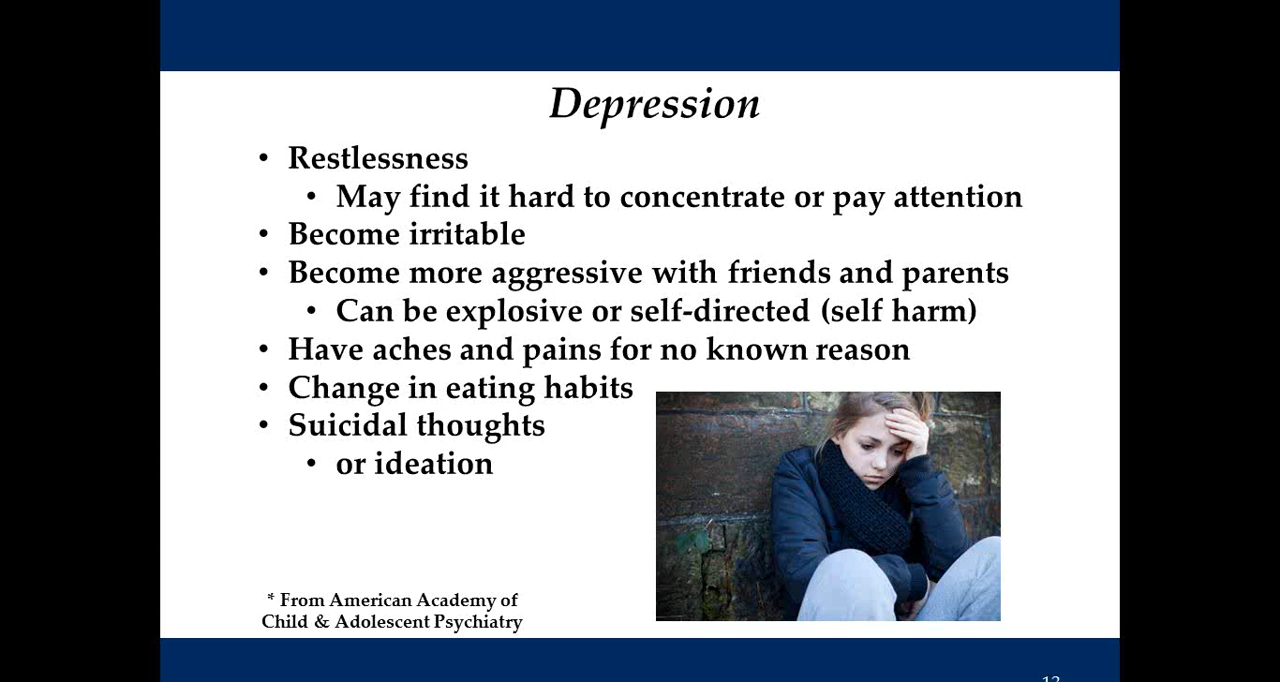 Depression
• Restlessness
• May find it hard to concentrate or pay attention
• Become irritable
• Become more aggressive with friends and parents
• Can be explosive or self-directed (self harm)
• Have aches and pains for no known reason
• Change in eating habits
• Suicidal thoughts
• or ideation
* From American Academy of
Child & Adolescent Psychiatry